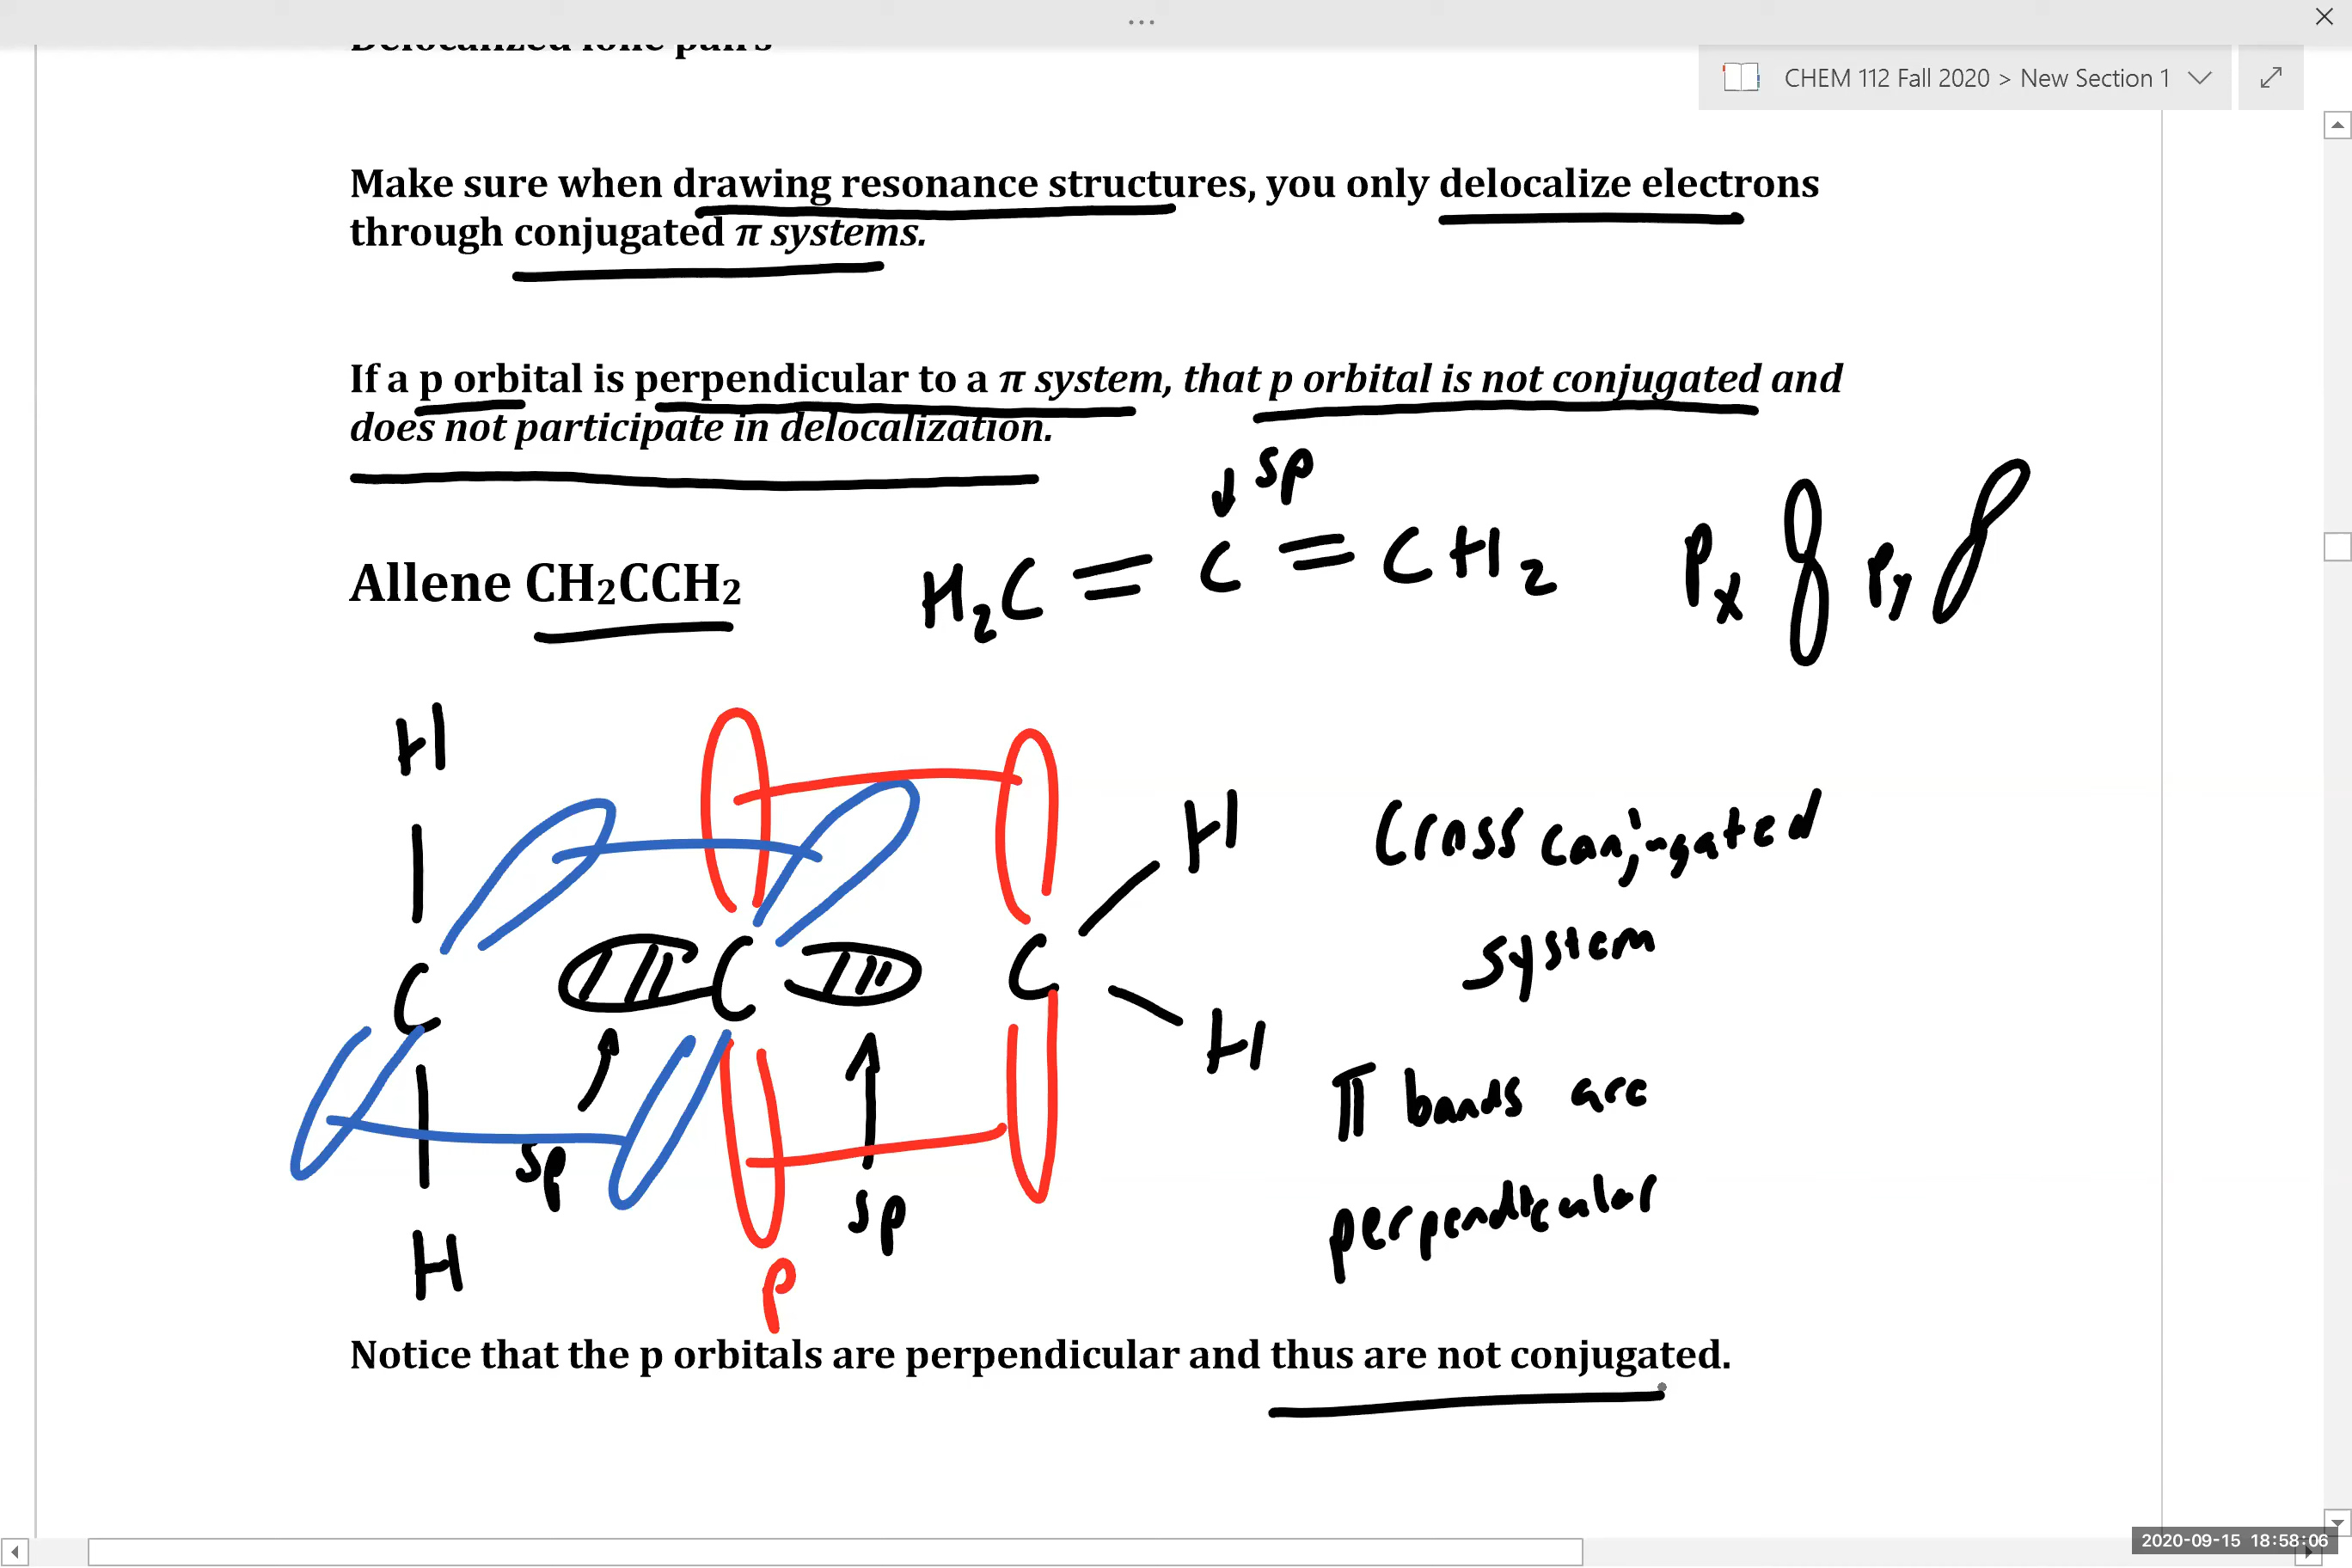 Delocalized lone pairs
CHEM 112 Fall 2020 > New Section 1
Make sure when drawing resonance structures, you only delocalize electrons
through conjugated π systems.
If a p orbital is perpendicular to a π system, that p orbital is not conjugated and
does not participate in delocalization.
sp
Allene CH₂CCH₂
H₂C = C = CH₂
Px Py
H
H
Cross conjugated
system
C C C
H
π bonds are
sp
sp
perpendicular
H
p
Notice that the p orbitals are perpendicular and thus are not conjugated.
2020-09-15 18:58:06